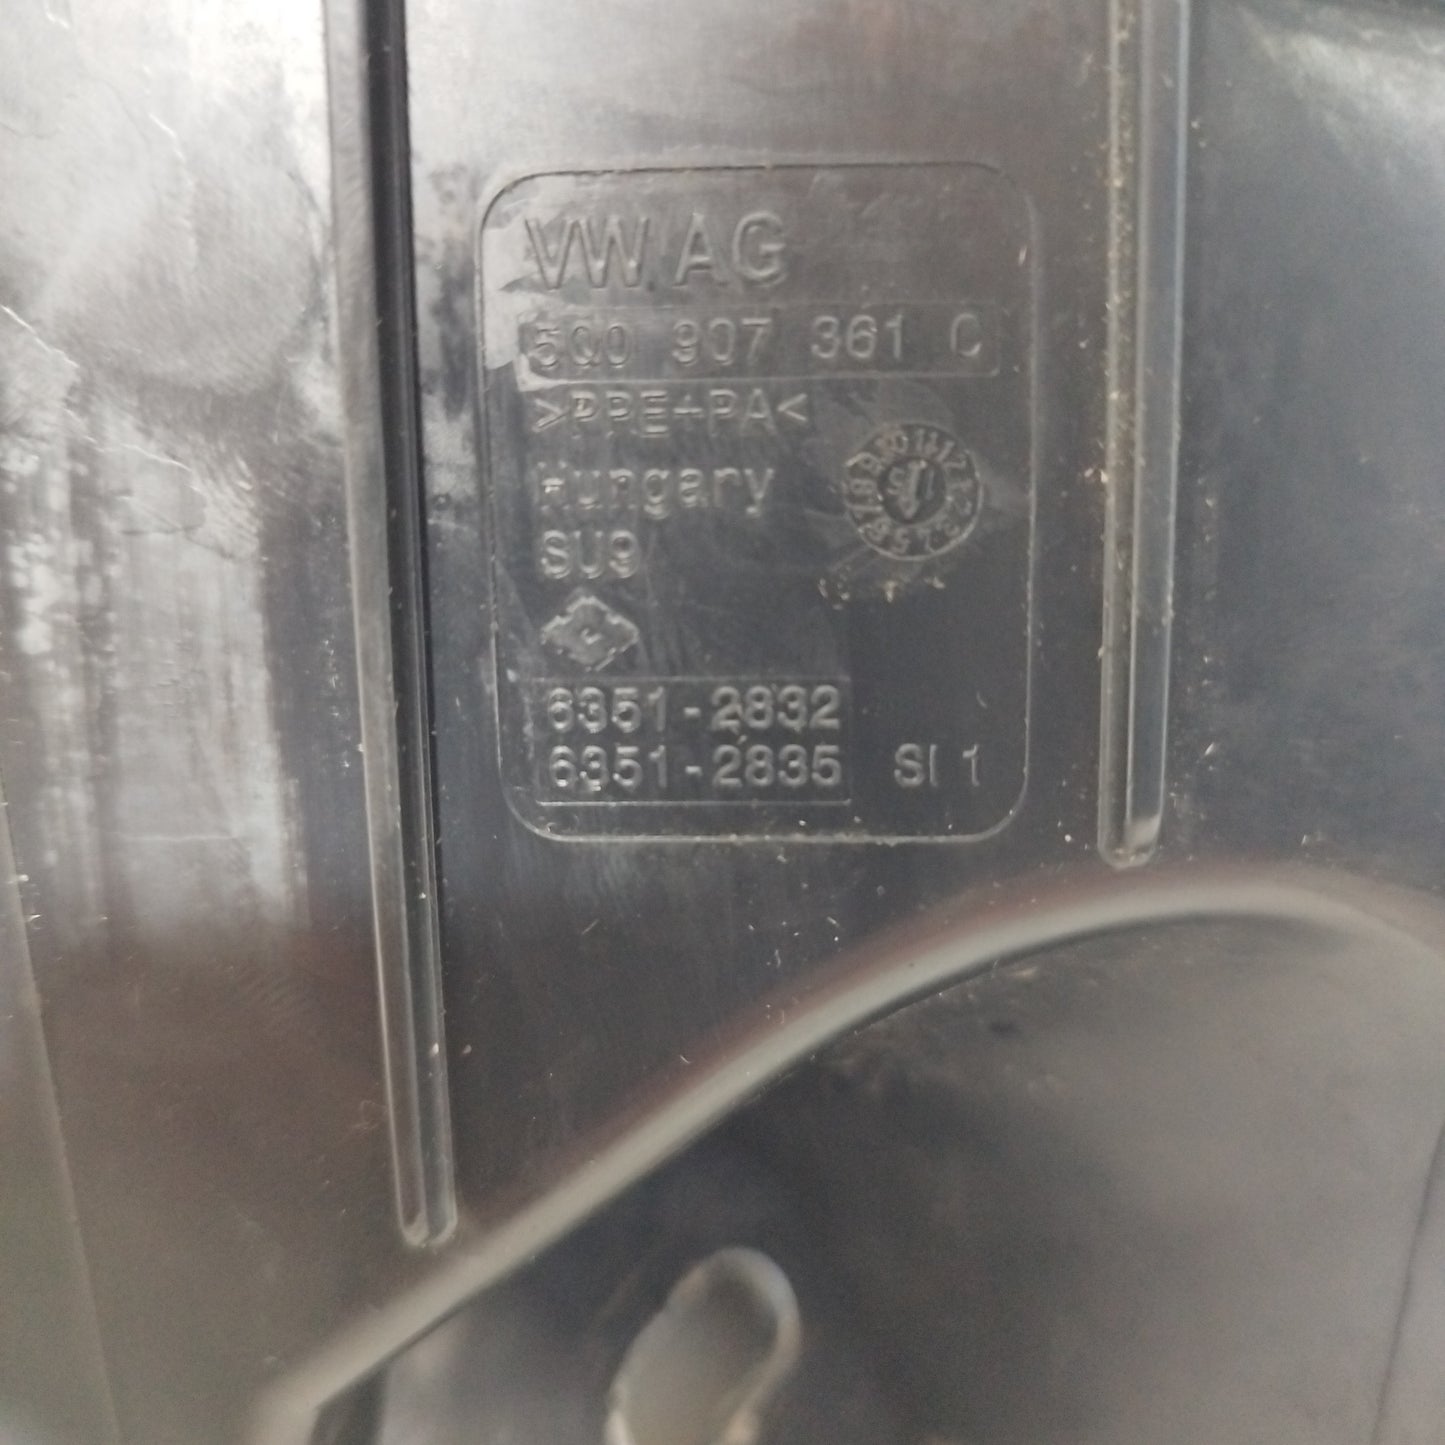 VW AG
5Q0 907 361 C
>PPE+PA<
Hungary
SU9
6351-2832
6351-2835 SI 1